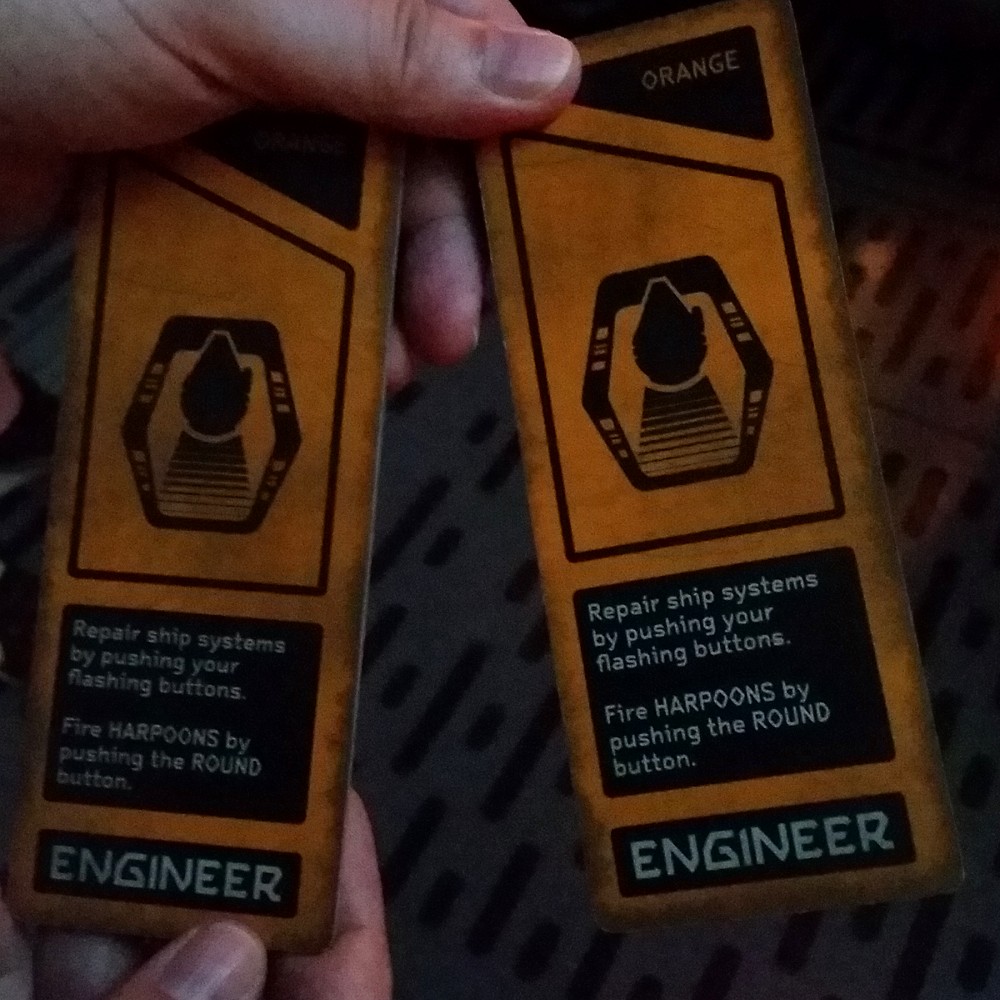 ORANGE
Repair ship systems
by pushing your
flashing buttons.
Fire HARPOONS by
pushing the ROUND
button.
ENGINEER
ORANGE
Repair ship systems
by pushing your
flashing buttons.
Fire HARPOONS by
pushing the ROUND
button.
ENGINEER